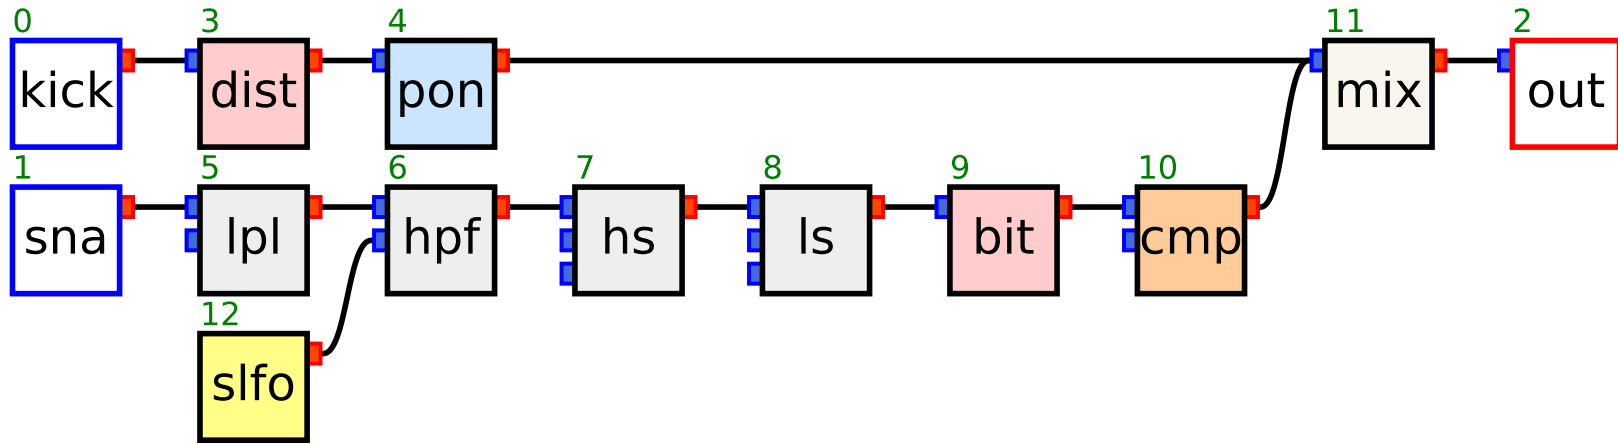 0 3 4 11 2
kick dist pon mix out
1 5 6 7 8 9 10
sna lpl hpf hs ls bit cmp
12
slfo